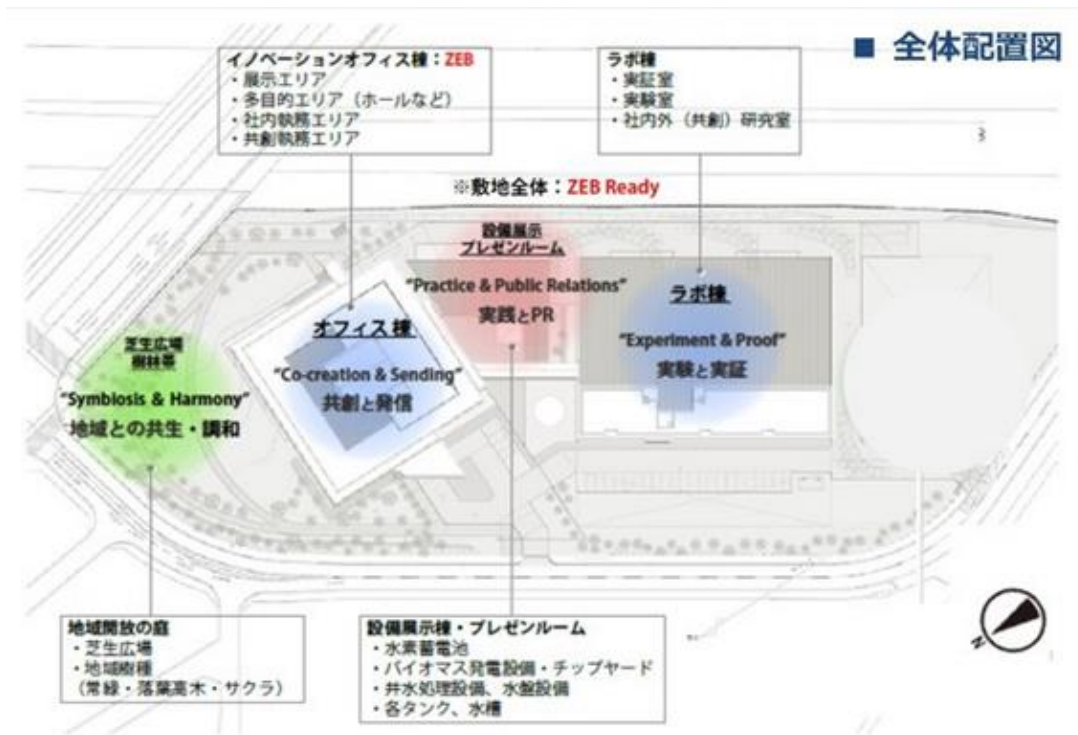 ■ 全体配置図
イノベーションオフィス棟：ZEB
・展示エリア
・多目的エリア（ホールなど）
・社内執務エリア
・共創執務エリア
ラボ棟
・実証室
・実験室
・社内外（共創）研究室
※敷地全体：ZEB Ready
設備展示
プレゼンルーム
"Practice & Public Relations"
実践とPR
ラボ棟
"Experiment & Proof"
実験と実証
オフィス棟
"Co-creation & Sending"
共創と発信
芝生広場
樹林帯
"Symbiosis & Harmony"
地域との共生・調和
地域開放の庭
・芝生広場
・地域樹種
（常緑・落葉高木・サクラ）
設備展示棟・プレゼンルーム
・水素蓄電池
・バイオマス発電設備・チップヤード
・井水処理設備、水盤設備
・各タンク、水槽
N